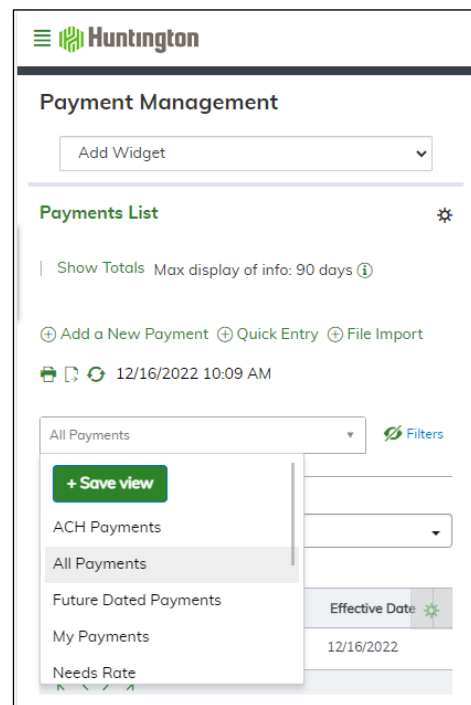 Huntington
Payment Management
Add Widget
Payments List
Show Totals Max display of info: 90 days
Add a New Payment Quick Entry File Import
12/16/2022 10:09 AM
All Payments Filters
+ Save view
ACH Payments
All Payments
Future Dated Payments Effective Date
My Payments 12/16/2022
Needs Rate